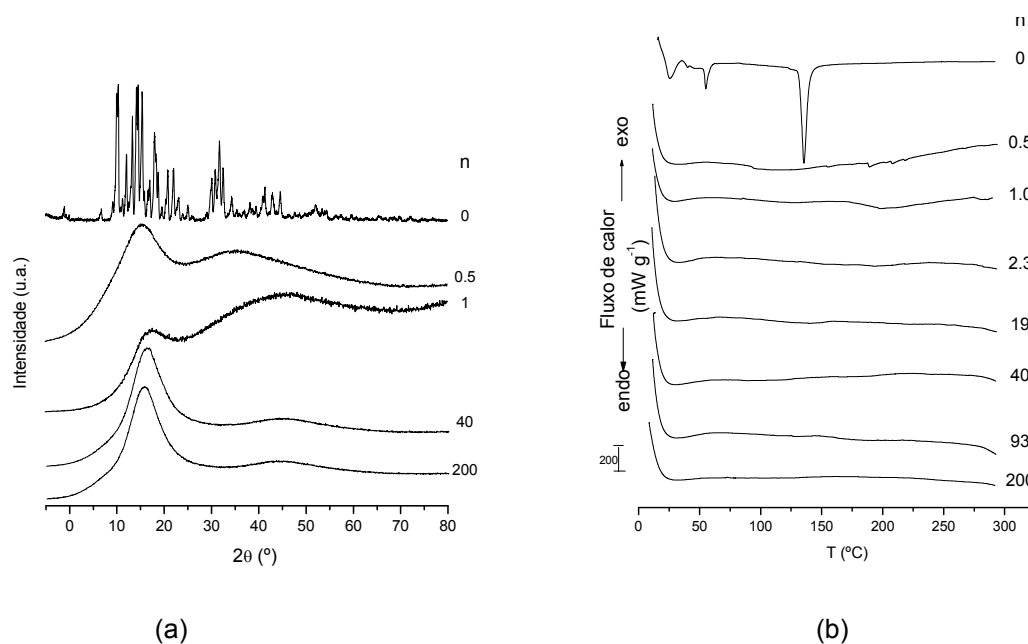 n
0
0.5
1
40
200
Intensidade (u.a.)
0 10 20 30 40 50 60 70 80
2θ (º)
(a)
n
0
0.5
1.0
2.3
19
40
93
200
exo
Fluxo de calor
(mW g-1)
endo
200
0 50 100 150 200 250 300
T (ºC)
(b)